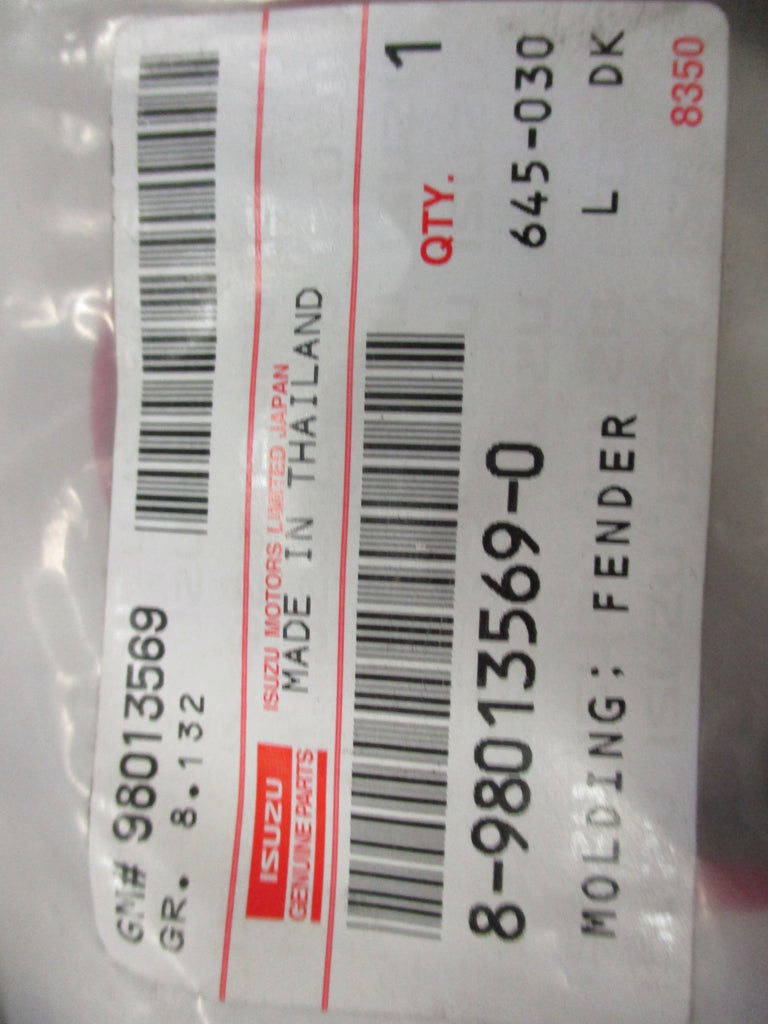 GM# 98013569
GR. 8.132
ISUZU
GENUINE PARTS
ISUZU MOTORS LIMITED JAPAN
MADE IN THAILAND
QTY. 1
8-98013569-0 645-030
MOLDING; FENDER L DK
8350